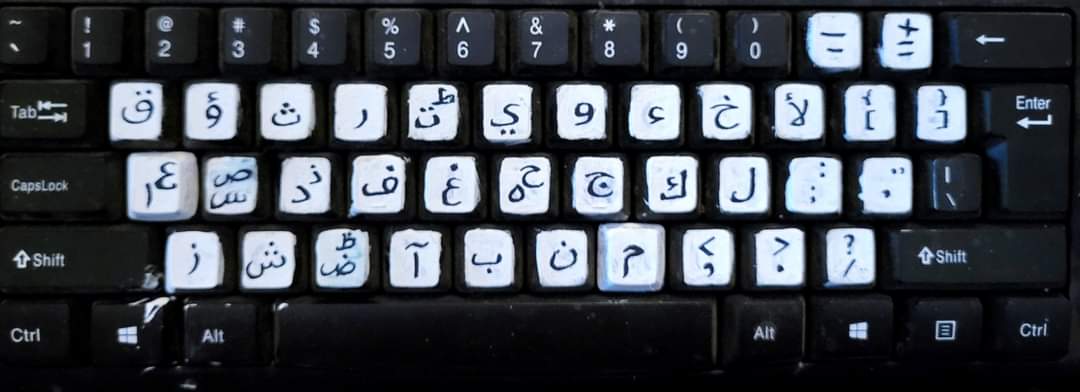 ~ ! @ # $ % ^ & * ( ) _ +
` 1 2 3 4 5 6 7 8 9 0 - = ←
Tab ق ؤ ث ر ط ت ي و ء خ لأ { [ } ] Enter
CapsLock ا ع ص س د ذ ف غ ح ه ج ك ل : ; " ' | \
Shift ز ش ظ ض آ ب ن م < , > . ? / Shift
Ctrl Alt Alt Ctrl